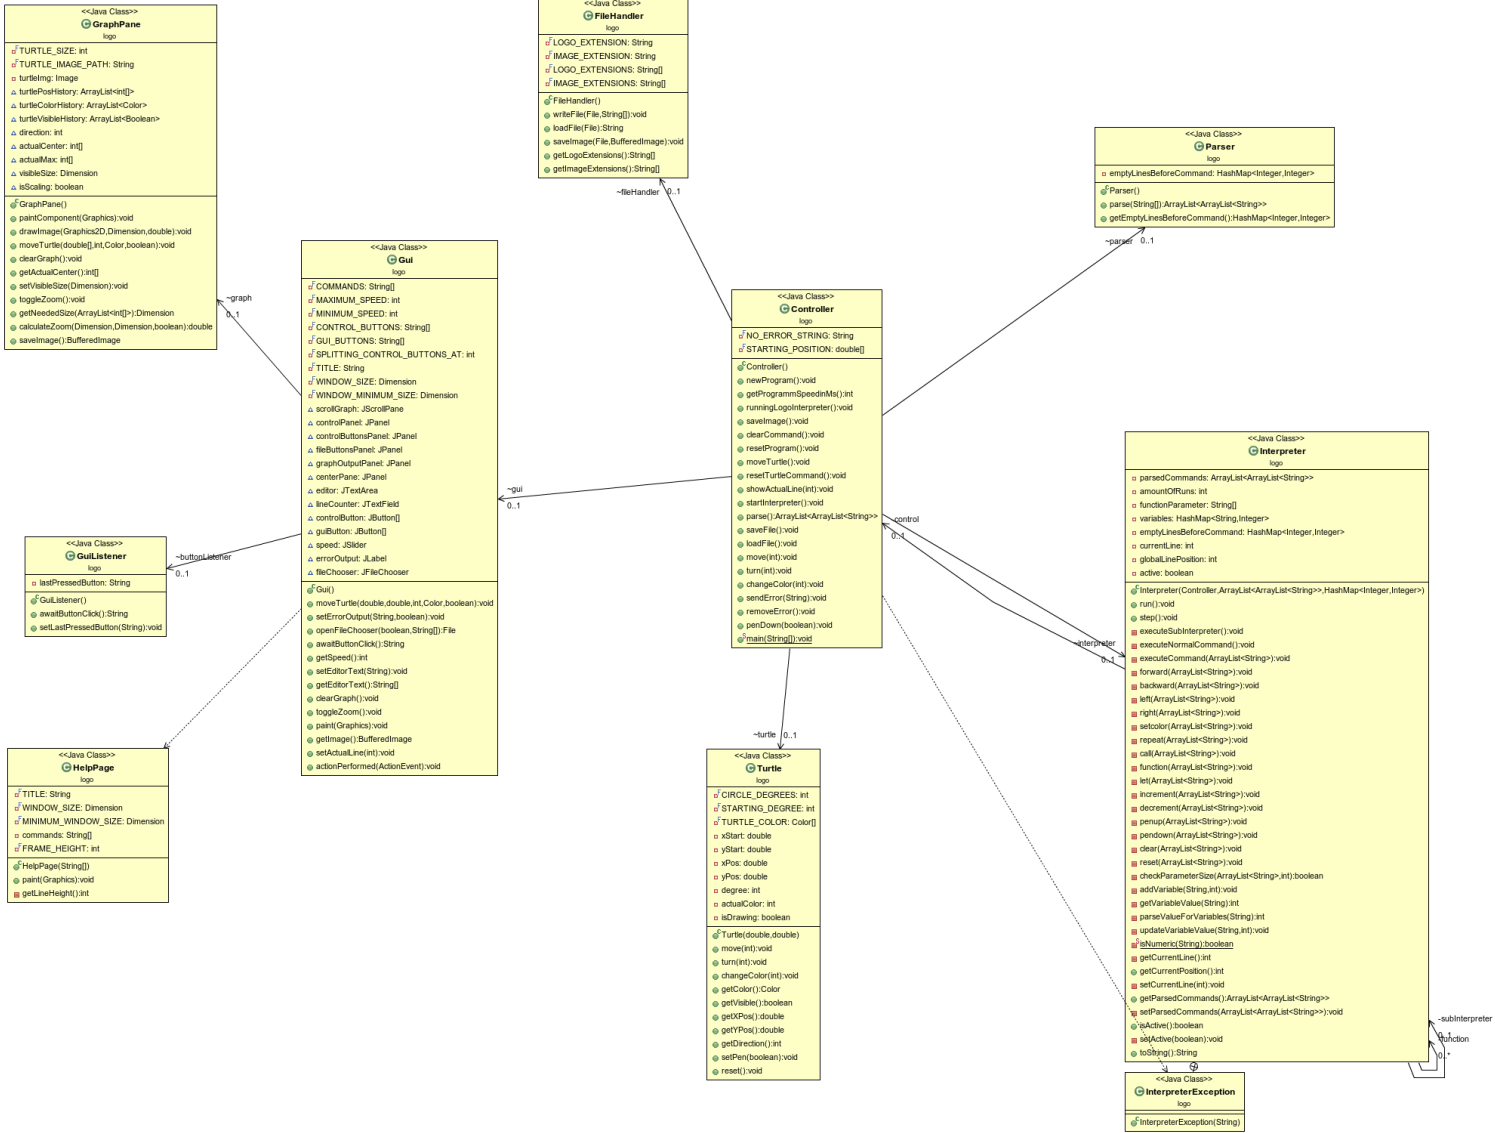 <<Java Class>>
GraphPane
logo
TURTLE_SIZE: int
TURTLE_IMAGE_PATH: String
turtleImg: Image
turtlePosHistory: ArrayList<int[]>
turtleColorHistory: ArrayList<Color>
turtleVisibleHistory: ArrayList<Boolean>
direction: int
actualCenter: int[]
actualMax: int[]
visibleSize: Dimension
isScaling: boolean
GraphPane()
paintComponent(Graphics):void
drawImage(Graphics2D,Dimension,double):void
moveTurtle(double[],int,Color,boolean):void
clearGraph():void
getActualCenter():int[]
setVisibleSize(Dimension):void
toggleZoom():void
getNeededSize(ArrayList<int[]>):Dimension
calculateZoom(Dimension,Dimension,boolean):double
saveImage():BufferedImage
~graph
0..1
<<Java Class>>
FileHandler
logo
LOGO_EXTENSION: String
IMAGE_EXTENSION: String
LOGO_EXTENSIONS: String[]
IMAGE_EXTENSIONS: String[]
FileHandler()
writeFile(File,String[]):void
loadFile(File):String
saveImage(File,BufferedImage):void
getLogoExtensions():String[]
getImageExtensions():String[]
~fileHandler
0..1
<<Java Class>>
Parser
logo
emptyLinesBeforeCommand: HashMap<Integer,Integer>
Parser()
parse(String[]):ArrayList<ArrayList<String>>
getEmptyLinesBeforeCommand():HashMap<Integer,Integer>
~parser
0..1
<<Java Class>>
Gui
logo
COMMANDS: String[]
MAXIMUM_SPEED: int
MINIMUM_SPEED: int
CONTROL_BUTTONS: String[]
GUI_BUTTONS: String[]
SPLITTING_CONTROL_BUTTONS_AT: int
TITLE: String
WINDOW_SIZE: Dimension
WINDOW_MINIMUM_SIZE: Dimension
scrollGraph: JScrollPane
controlPanel: JPanel
controlButtonsPanel: JPanel
fileButtonsPanel: JPanel
graphOutputPanel: JPanel
centerPane: JPanel
editor: JTextArea
lineCounter: JTextField
controlButton: JButton[]
guiButton: JButton[]
speed: JSlider
errorOutput: JLabel
fileChooser: JFileChooser
Gui()
moveTurtle(double,double,int,Color,boolean):void
setErrorOutput(String,boolean):void
openFileChooser(boolean,String[]):File
awaitButtonClick():String
getSpeed():int
setEditorText(String):void
getEditorText():String[]
clearGraph():void
toggleZoom():void
paint(Graphics):void
getImage():BufferedImage
setActualLine(int):void
actionPerformed(ActionEvent):void
~gui
0..1
<<Java Class>>
Controller
logo
NO_ERROR_STRING: String
STARTING_POSITION: double[]
Controller()
newProgram():void
getProgrammSpeedinMs():int
runningLogoInterpreter():void
saveImage():void
clearCommand():void
resetProgram():void
moveTurtle():void
resetTurtleCommand():void
showActualLine(int):void
startInterpreter():void
parse():ArrayList<ArrayList<String>>
saveFile():void
loadFile():void
move(int):void
turn(int):void
changeColor(int):void
sendError(String):void
removeError():void
penDown(boolean):void
main(String[]):void
-control
0..1
~interpreter
0..1
<<Java Class>>
Interpreter
logo
parsedCommands: ArrayList<ArrayList<String>>
amountOfRuns: int
functionParameter: String[]
variables: HashMap<String,Integer>
emptyLinesBeforeCommand: HashMap<Integer,Integer>
currentLine: int
globalLinePosition: int
active: boolean
Interpreter(Controller,ArrayList<ArrayList<String>>,HashMap<Integer,Integer>)
run():void
step():void
executeSubInterpreter():void
executeNormalCommand():void
executeCommand(ArrayList<String>):void
forward(ArrayList<String>):void
backward(ArrayList<String>):void
left(ArrayList<String>):void
right(ArrayList<String>):void
setcolor(ArrayList<String>):void
repeat(ArrayList<String>):void
call(ArrayList<String>):void
function(ArrayList<String>):void
let(ArrayList<String>):void
increment(ArrayList<String>):void
decrement(ArrayList<String>):void
penup(ArrayList<String>):void
pendown(ArrayList<String>):void
clear(ArrayList<String>):void
reset(ArrayList<String>):void
checkParameterSize(ArrayList<String>,int):boolean
addVariable(String,int):void
getVariableValue(String):int
parseValueForVariables(String):int
updateVariableValue(String,int):void
isNumeric(String):boolean
getCurrentLine():int
getCurrentPosition():int
setCurrentLine(int):void
getParsedCommands():ArrayList<ArrayList<String>>
setParsedCommands(ArrayList<ArrayList<String>>):void
isActive():boolean
setActive(boolean):void
toString():String
-subInterpreter
0..1
-function
0..*
<<Java Class>>
GuiListener
logo
lastPressedButton: String
GuiListener()
awaitButtonClick():String
setLastPressedButton(String):void
~buttonListener
0..1
<<Java Class>>
HelpPage
logo
TITLE: String
WINDOW_SIZE: Dimension
MINIMUM_WINDOW_SIZE: Dimension
commands: String[]
FRAME_HEIGHT: int
HelpPage(String[])
paint(Graphics):void
getLineHeight():int
~turtle
0..1
<<Java Class>>
Turtle
logo
CIRCLE_DEGREES: int
STARTING_DEGREE: int
TURTLE_COLOR: Color[]
xStart: double
yStart: double
xPos: double
yPos: double
degree: int
actualColor: int
isDrawing: boolean
Turtle(double,double)
move(int):void
turn(int):void
changeColor(int):void
getColor():Color
getVisible():boolean
getXPos():double
getYPos():double
getDirection():int
setPen(boolean):void
reset():void
<<Java Class>>
InterpreterException
logo
InterpreterException(String)